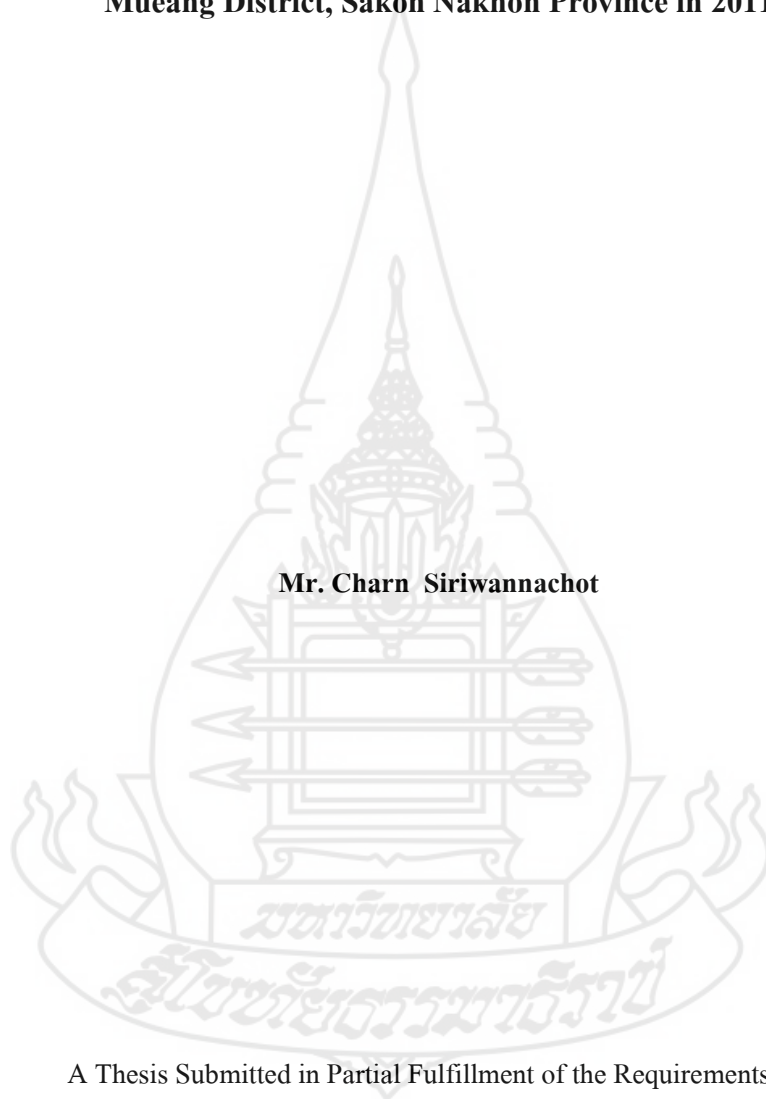 Mueang District, Sakon Nakhon Province in 2011
Mr. Charn Siriwannachot
มหาวิทยาลัย
สุโขทัยธรรมาธิราช
A Thesis Submitted in Partial Fulfillment of the Requirements